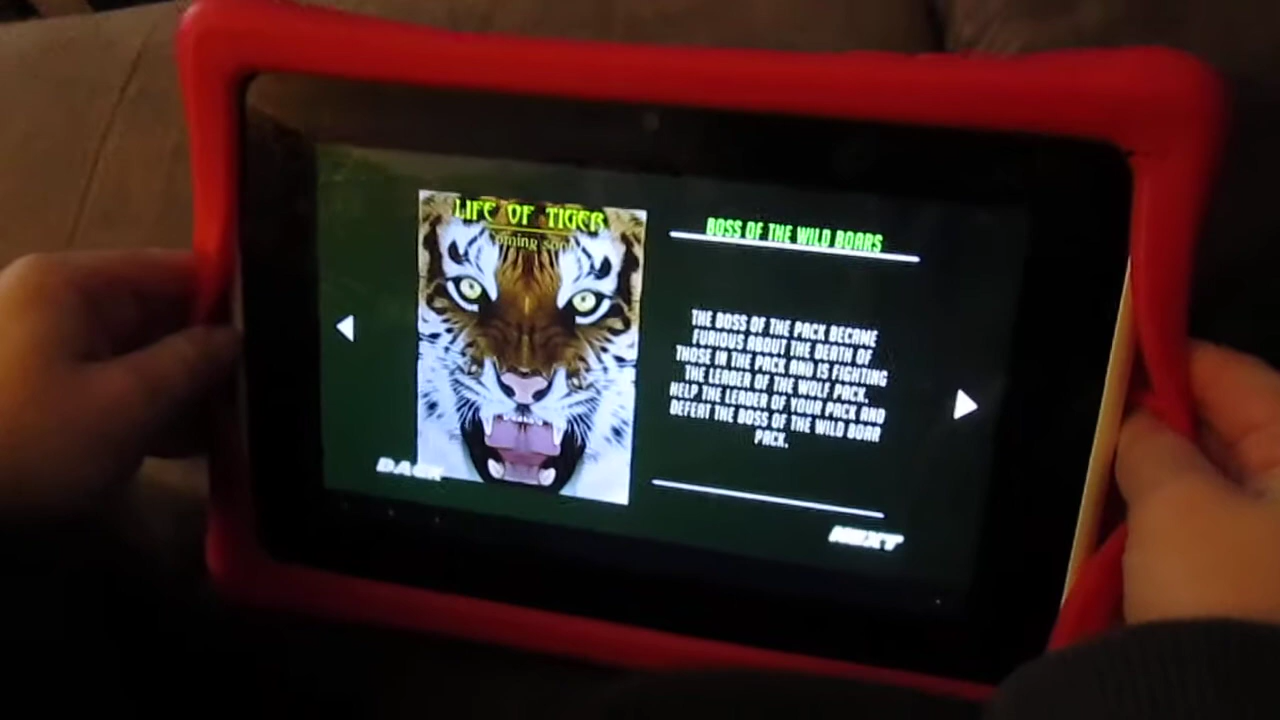 LIFE OF TIGER
oming soon
BOSS OF THE WILD BOARS
THE BOSS OF THE PACK BECAME
FURIOUS ABOUT THE DEATH OF
THOSE IN THE PACK AND IS FIGHTING
THE LEADER OF THE WOLF PACK.
HELP THE LEADER OF YOUR PACK AND
DEFEAT THE BOSS OF THE WILD BOAR
PACK.
BACK
NEXT